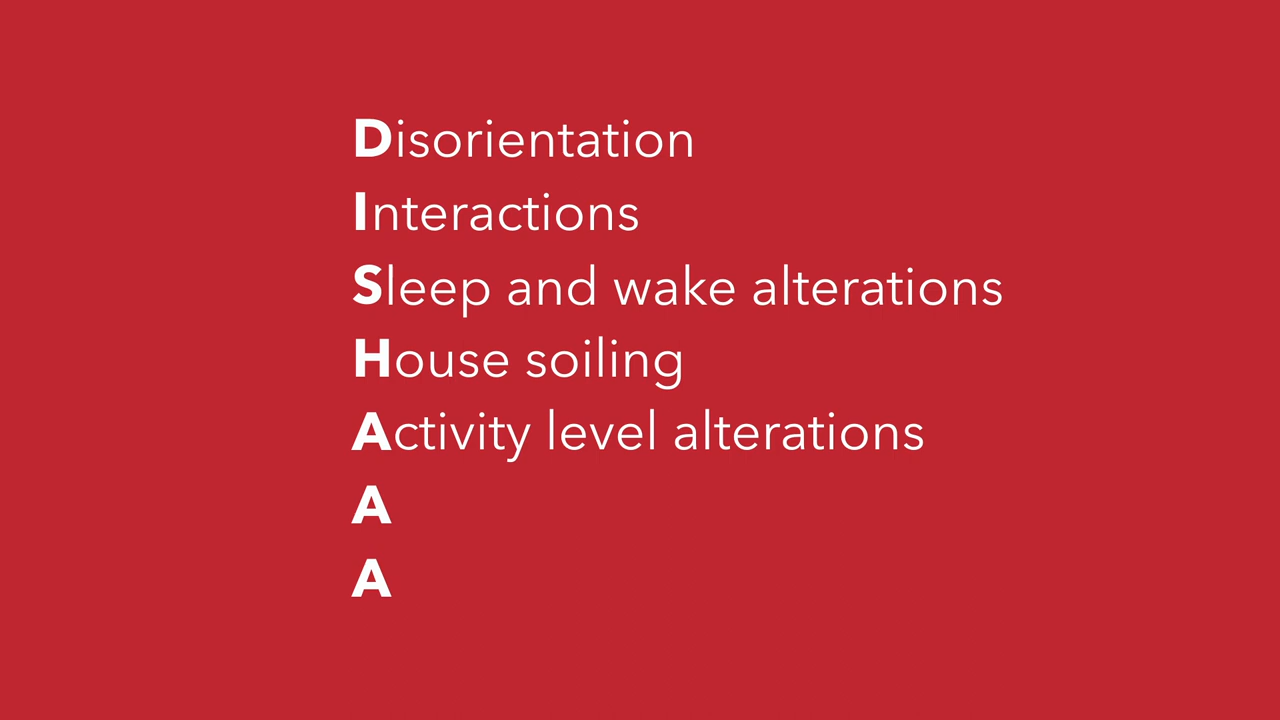 Disorientation
Interactions
Sleep and wake alterations
House soiling
Activity level alterations
A
A